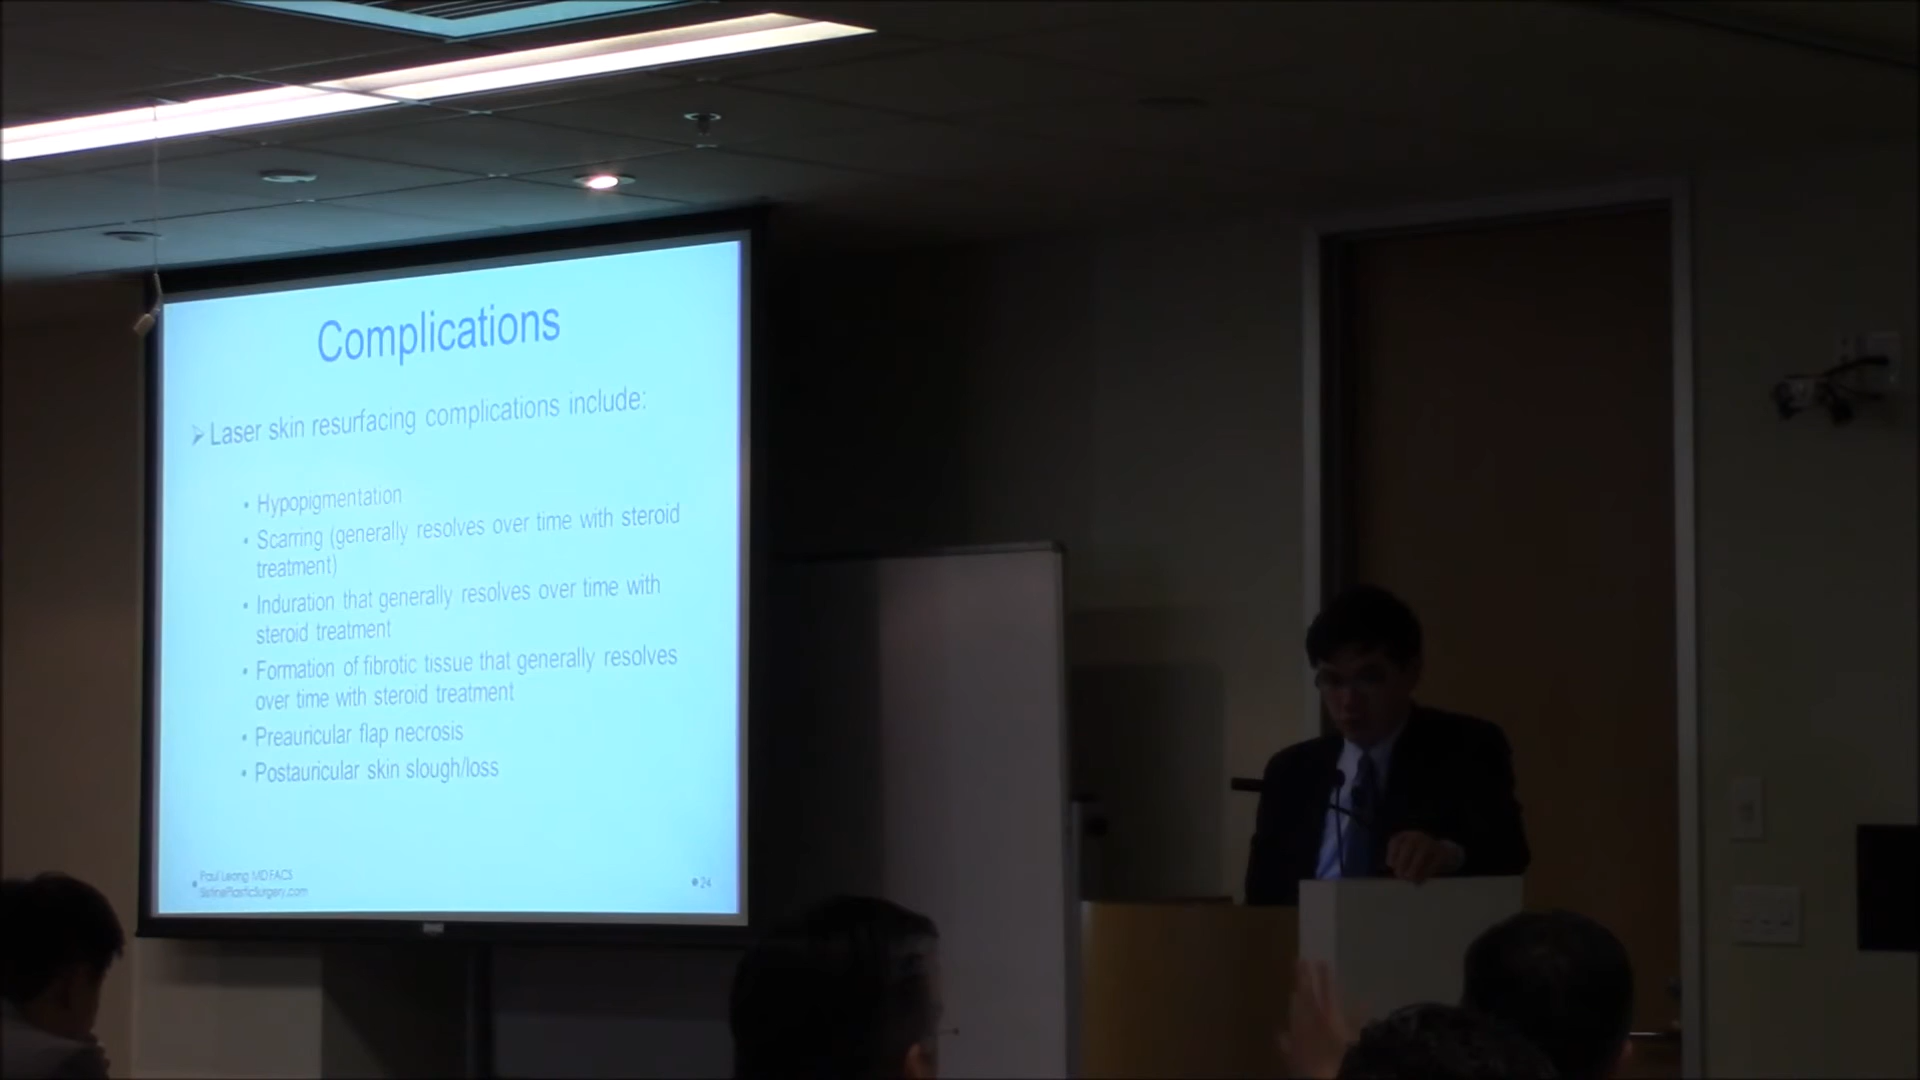 Complications
➢ Laser skin resurfacing complications include:
• Hypopigmentation
• Scarring (generally resolves over time with steroid
treatment)
• Induration that generally resolves over time with
steroid treatment
• Formation of fibrotic tissue that generally resolves
over time with steroid treatment
• Preauricular flap necrosis
• Postauricular skin slough/loss
Paul Leong MD FACS
SistinePlasticSurgery.com
24